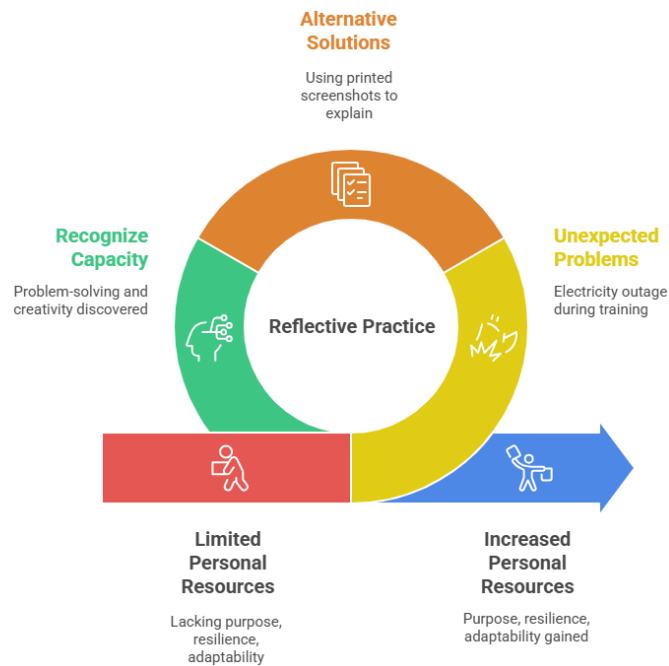 Alternative
Solutions
Using printed
screenshots to
explain
Recognize
Capacity
Problem-solving and
creativity discovered
Unexpected
Problems
Electricity outage
during training
Reflective Practice
Limited
Personal
Resources
Lacking purpose,
resilience,
adaptability
Increased
Personal
Resources
Purpose, resilience,
adaptability gained